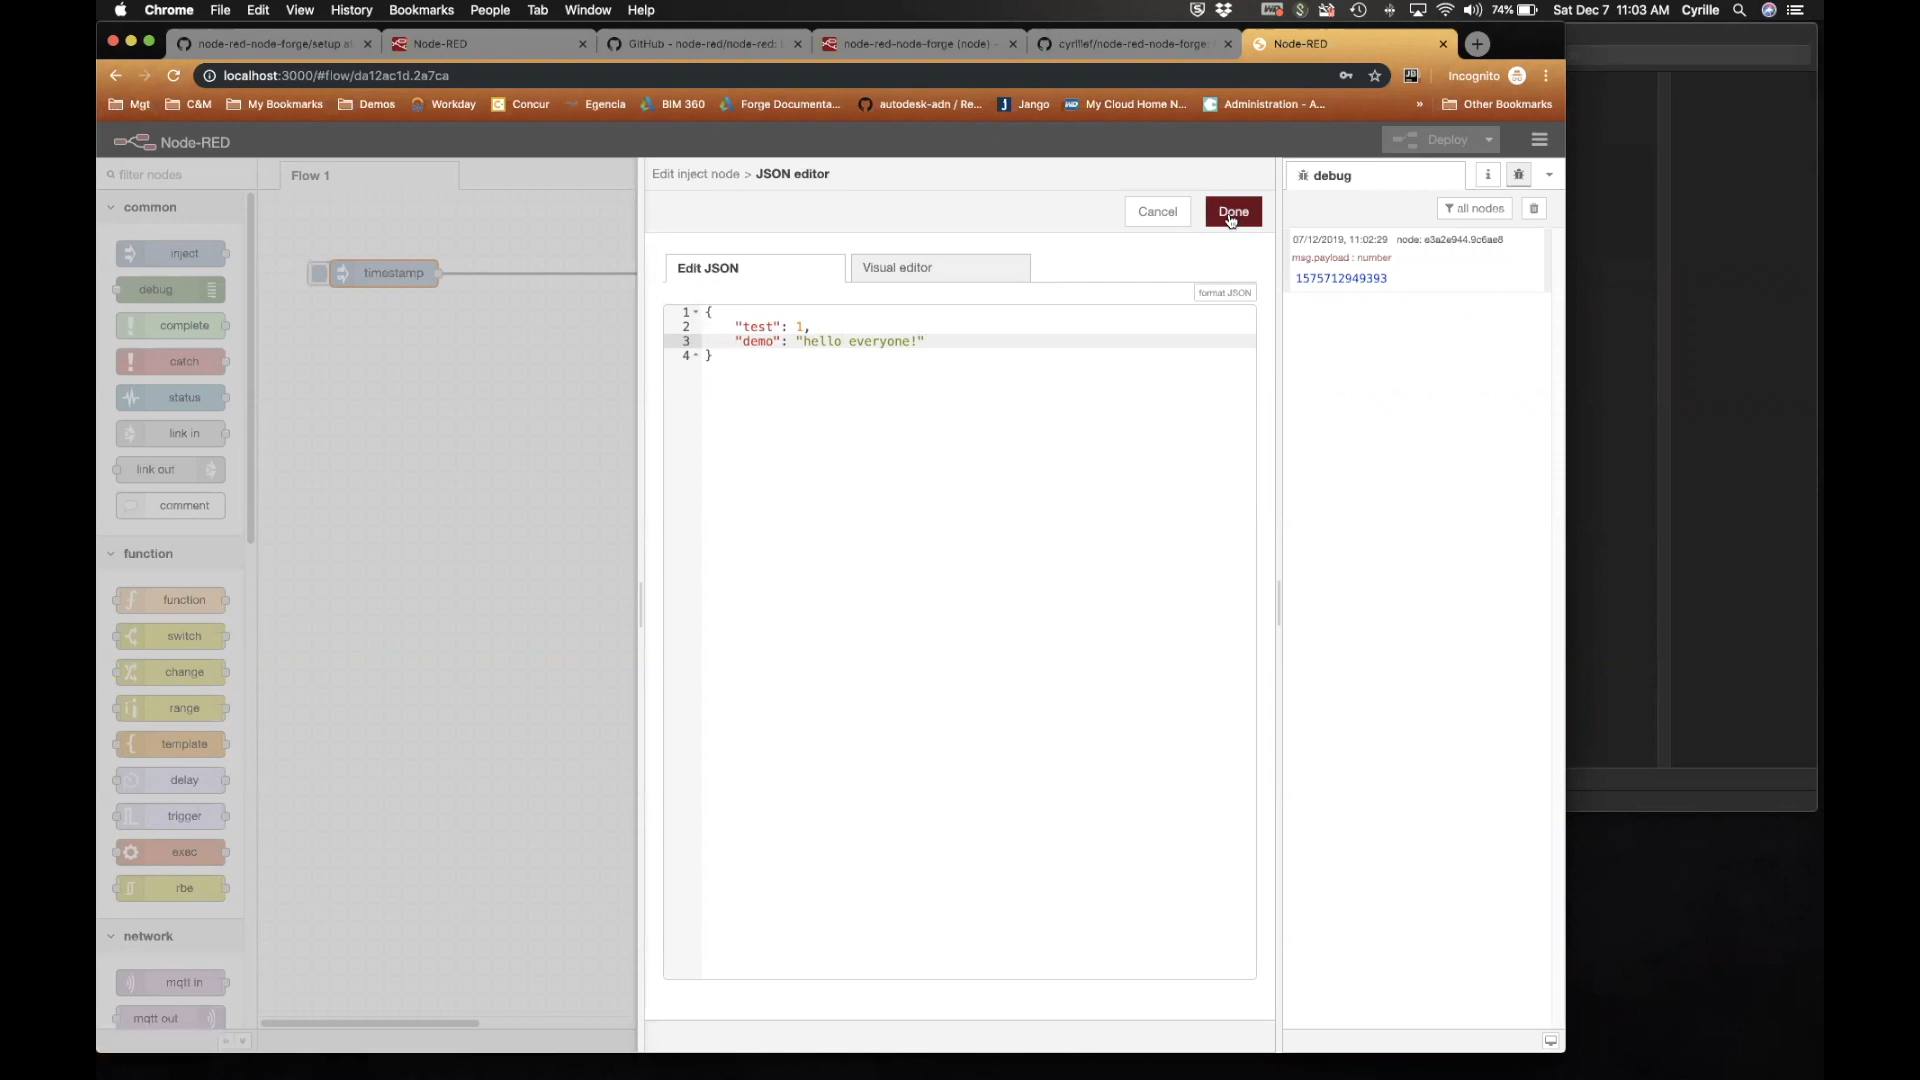 Chrome File Edit View History Bookmarks People Tab Window Help 74% Sat Dec 7 11:03 AM Cyrille
node-red-node-forge/setup at Node-RED GitHub - node-red/node-red: node-red-node-forge (node) - cyrillef/node-red-node-forge: Node-RED
localhost:3000/#flow/da12ac1d.2a7ca Incognito
Mgt C&M My Bookmarks Demos Workday Concur Egencia BIM 360 Forge Documenta... autodesk-adn / Re... Jango My Cloud Home N... Administration - A... » Other Bookmarks
Node-RED Deploy
filter nodes
Flow 1
common
inject
debug
complete
catch
status
link in
link out
comment
function
function
switch
change
range
template
delay
trigger
exec
rbe
network
mqtt in
mqtt out
timestamp
Edit inject node > JSON editor
Cancel Done
Edit JSON Visual editor
format JSON
1 {
2 "test": 1,
3 "demo": "hello everyone!"
4 }
debug
all nodes
07/12/2019, 11:02:29 node: e3a2e944.9c6ae8
msg.payload : number
1575712949393